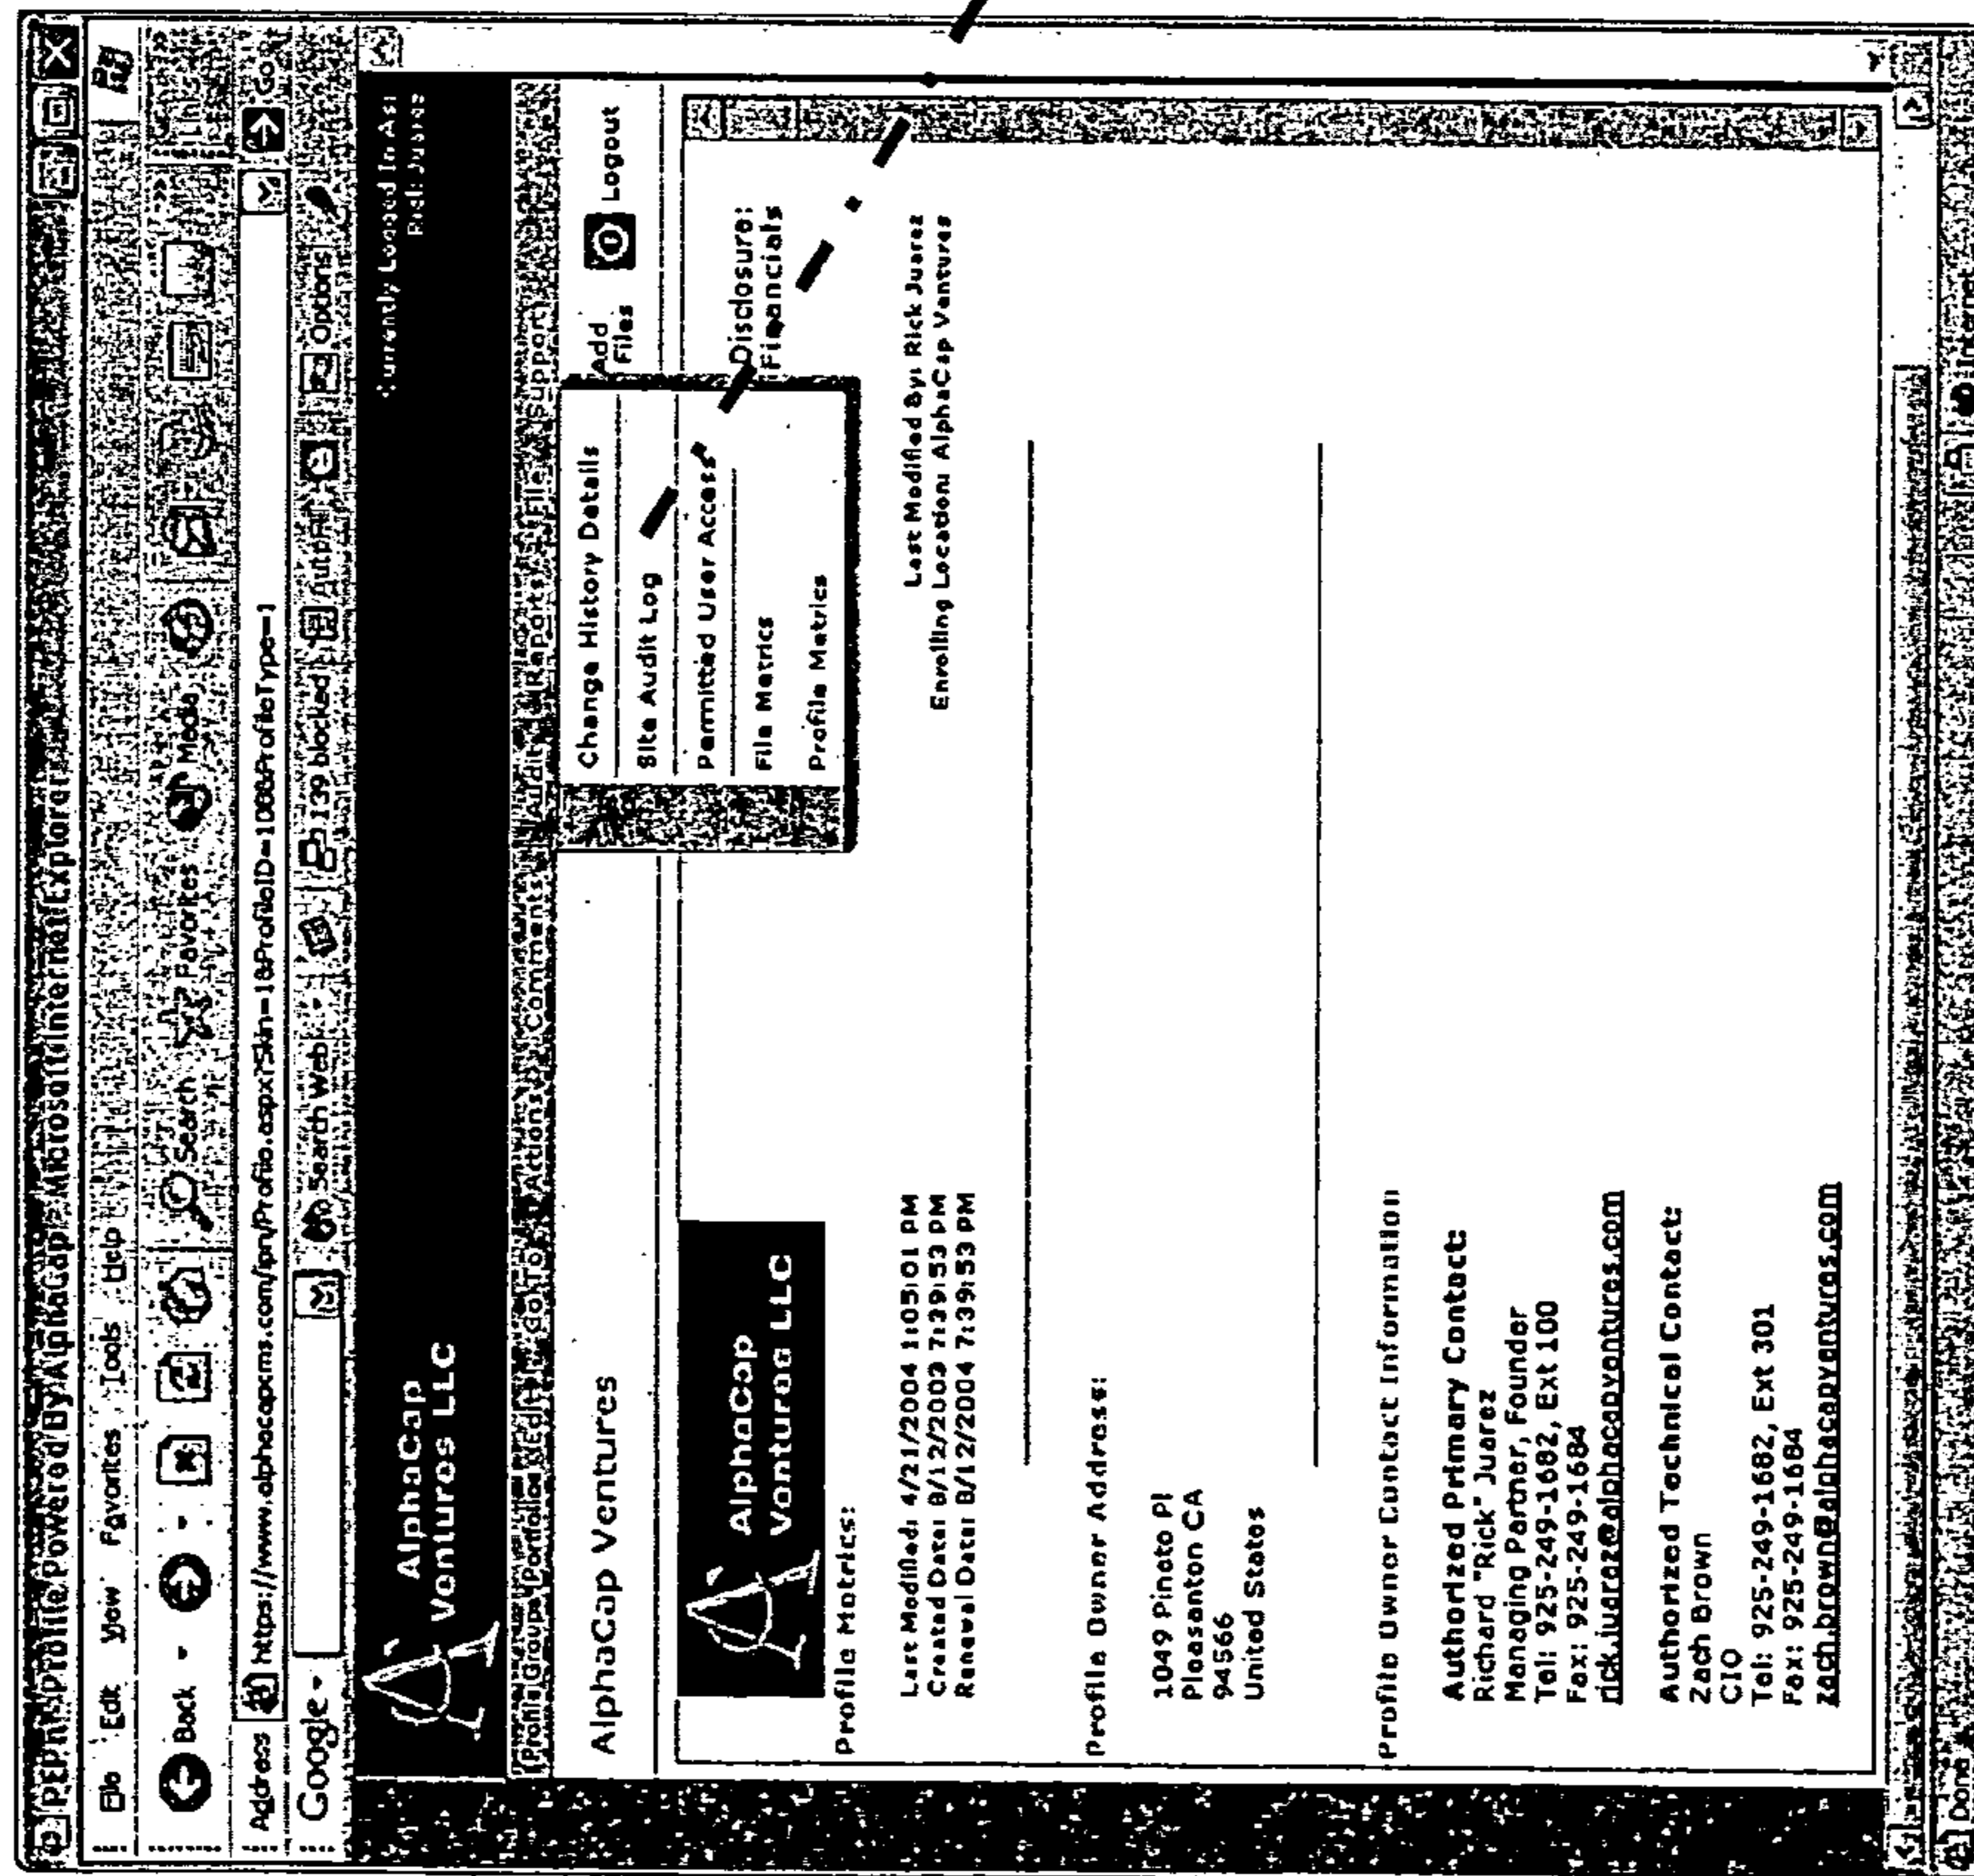 PEPn: Profile Powered By AlphaCap - Microsoft Internet Explorer
File Edit View Favorites Tools Help
Back Search Favorites Media
Address https://www.alphacapcms.com/ipn/Profile.aspx?Skin=1&ProfileID=1088&ProfileType=1 Go
Google Search Web 139 blocked AutoFill Options
AlphaCap
Ventures LLC
Currently Logged In As:
Rick Juarez
Profile Groups Portfolio Edit Go To Actions Comments Audit Reports File Support
AlphaCap Ventures
Add
Files
Logout
Change History Details
Site Audit Log
Permitted User Access
File Metrics
Profile Metrics
AlphaCap
Ventures LLC
Disclosure:
Financials
Profile Metrics:
Last Modified: 4/21/2004 1:05:01 PM
Created Date: 8/12/2003 7:39:53 PM
Renewal Date: 8/12/2004 7:39:53 PM
Last Modified By: Rick Juarez
Enrolling Location: AlphaCap Ventures
Profile Owner Address:
1049 Pinoto Pl
Pleasanton CA
94566
United States
Profile Owner Contact Information
Authorized Primary Contact:
Richard "Rick" Juarez
Managing Partner, Founder
Tel: 925-249-1682, Ext 100
Fax: 925-249-1684
rick.juarez@alphacapventures.com
Authorized Technical Contact:
Zach Brown
CIO
Tel: 925-249-1682, Ext 301
Fax: 925-249-1684
zach.brown@alphacapventures.com
Done Internet